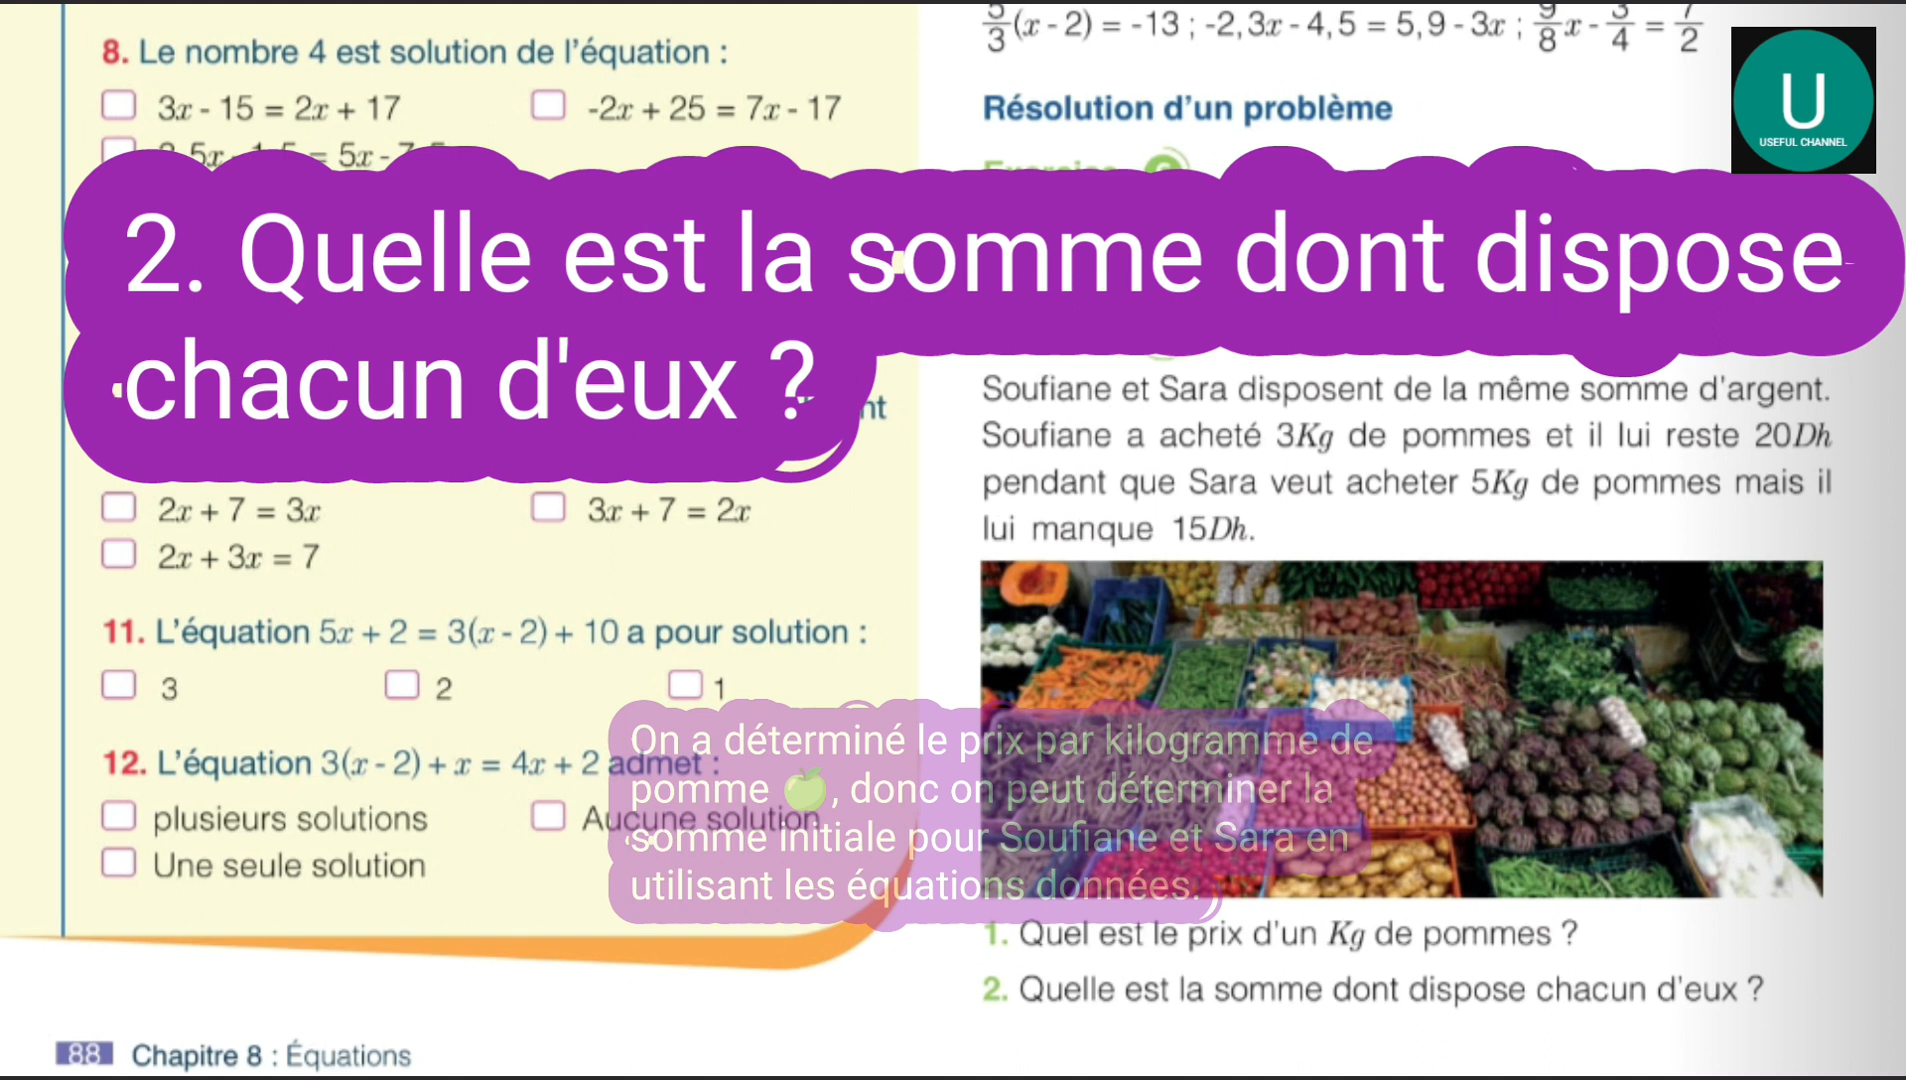 8. Le nombre 4 est solution de l'équation :
3x - 15 = 2x + 17
-2x + 25 = 7x - 17
= 5x -
2. Quelle est la somme dont dispose
chacun d'eux ?
2x + 7 = 3x
3x + 7 = 2x
2x + 3x = 7
11. L'équation 5x + 2 = 3(x - 2) + 10 a pour solution :
3
2
1
12. L'équation 3(x - 2) + x = 4x + 2 admet :
plusieurs solutions
Aucune solution
Une seule solution
On a déterminé le prix par kilogramme de
pomme 🍏, donc on peut déterminer la
somme initiale pour Soufiane et Sara en
utilisant les équations données.
88 Chapitre 8 : Équations
5/3(x - 2) = -13 ; -2,3x - 4,5 = 5,9 - 3x ; 9/8x - 3/4 = 7/2
Résolution d'un problème
Soufiane et Sara disposent de la même somme d'argent.
Soufiane a acheté 3Kg de pommes et il lui reste 20Dh
pendant que Sara veut acheter 5Kg de pommes mais il
lui manque 15Dh.
1. Quel est le prix d'un Kg de pommes ?
2. Quelle est la somme dont dispose chacun d'eux ?
U
USEFUL CHANNEL